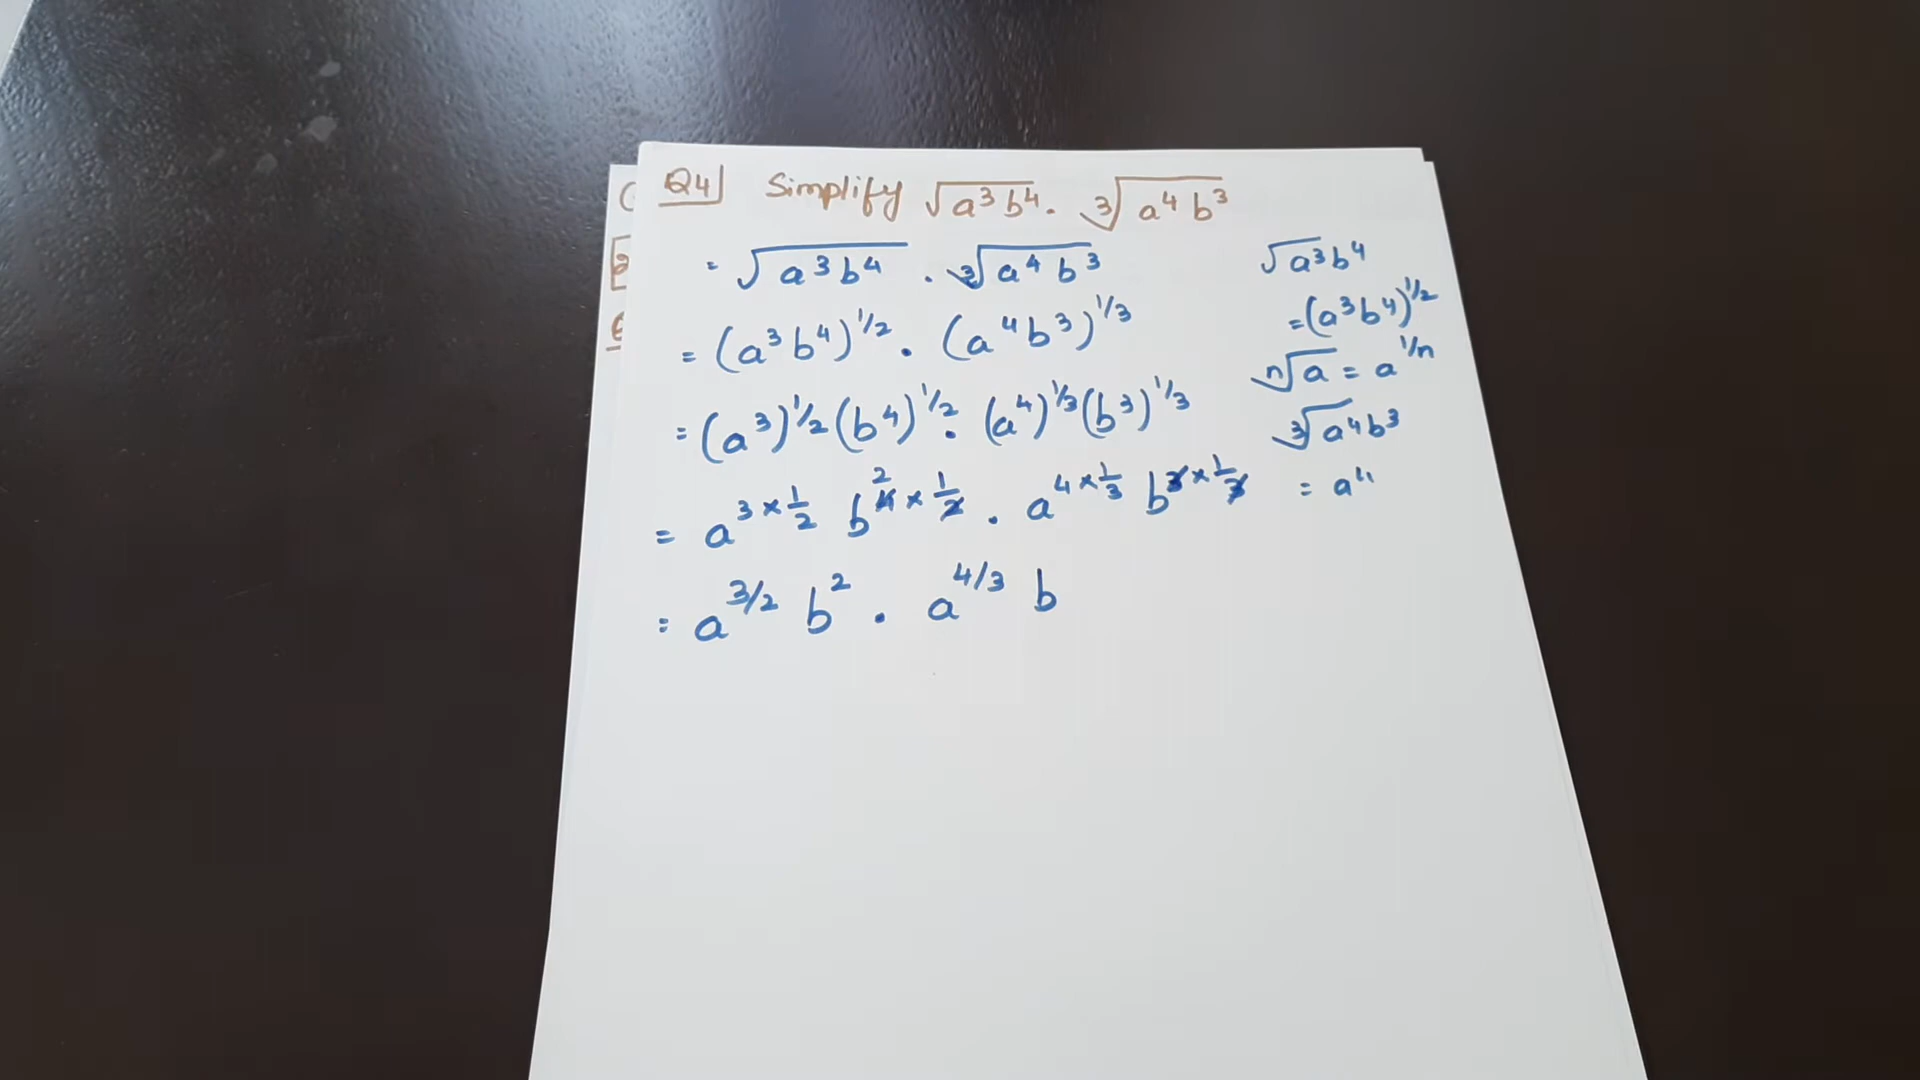 Q4 Simplify √a³b⁴ . ∛a⁴b³
= √a³b⁴ . ∛a⁴b³
= (a³b⁴)^1/2 . (a⁴b³)^1/3
= (a³)^1/2 (b⁴)^1/2 . (a⁴)^1/3 (b³)^1/3
= a^3×1/2 b^4×1/2 2 . a^4×1/3 b^3×1/3
= a^3/2 b² . a^4/3 b
√a³b⁴
= (a³b⁴)^1/2
ⁿ√a = a^1/n
∛a⁴b³
= a⁴